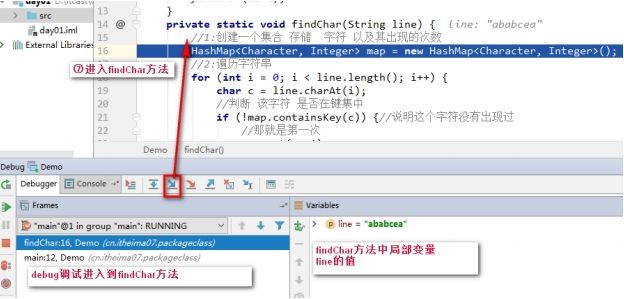 day01 D:\itcast\
src
day01.iml
External Libraries
13 }
14 @ private static void findChar(String line) { line: "ababcea"
15 //1:创建一个集合 存储 字符 以及其出现的次数
16 HashMap<Character, Integer> map = new HashMap<Character, Integer>();
17 //2:遍历字符串
18 for (int i = 0; i < line.length(); i++) {
19 char c = line.charAt(i);
20 //判断 该字符 是否在键集中
21 if (!map.containsKey(c)) {//说明这个字符没有出现过
22 //那就是第一次
⑦进入findChar方法
Demo findChar()
Debug Demo
Debugger Console
Frames
Variables
"main"@1 in group "main": RUNNING
findChar:16, Demo (cn.itheima07.packageclass)
main:12, Demo (cn.itheima07.packageclass)
debug调试进入到findChar方法
p line = "ababcea"
findChar方法中局部变量
line的值